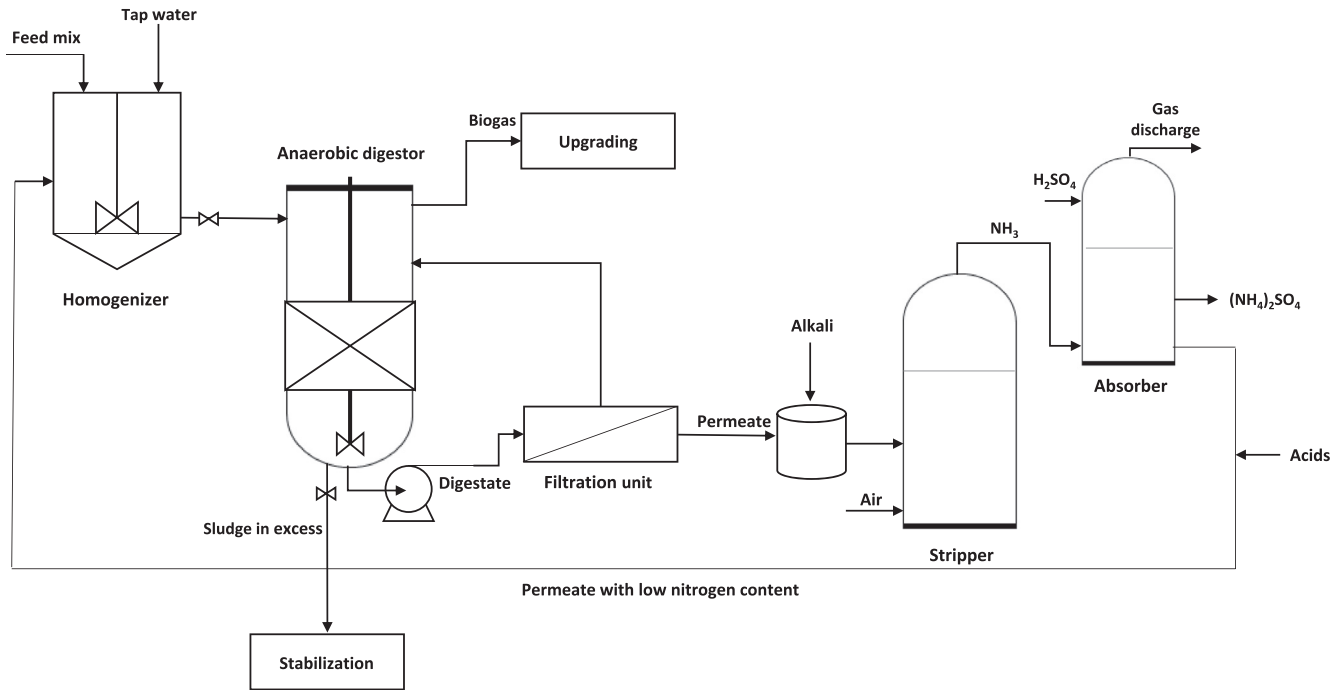 Tap water
Feed mix
Homogenizer
Anaerobic digestor
Biogas
Upgrading
Gas
discharge
H₂SO₄
NH₃
(NH₄)₂SO₄
Absorber
Alkali
Permeate
Filtration unit
Digestate
Air
Stripper
Acids
Sludge in excess
Permeate with low nitrogen content
Stabilization